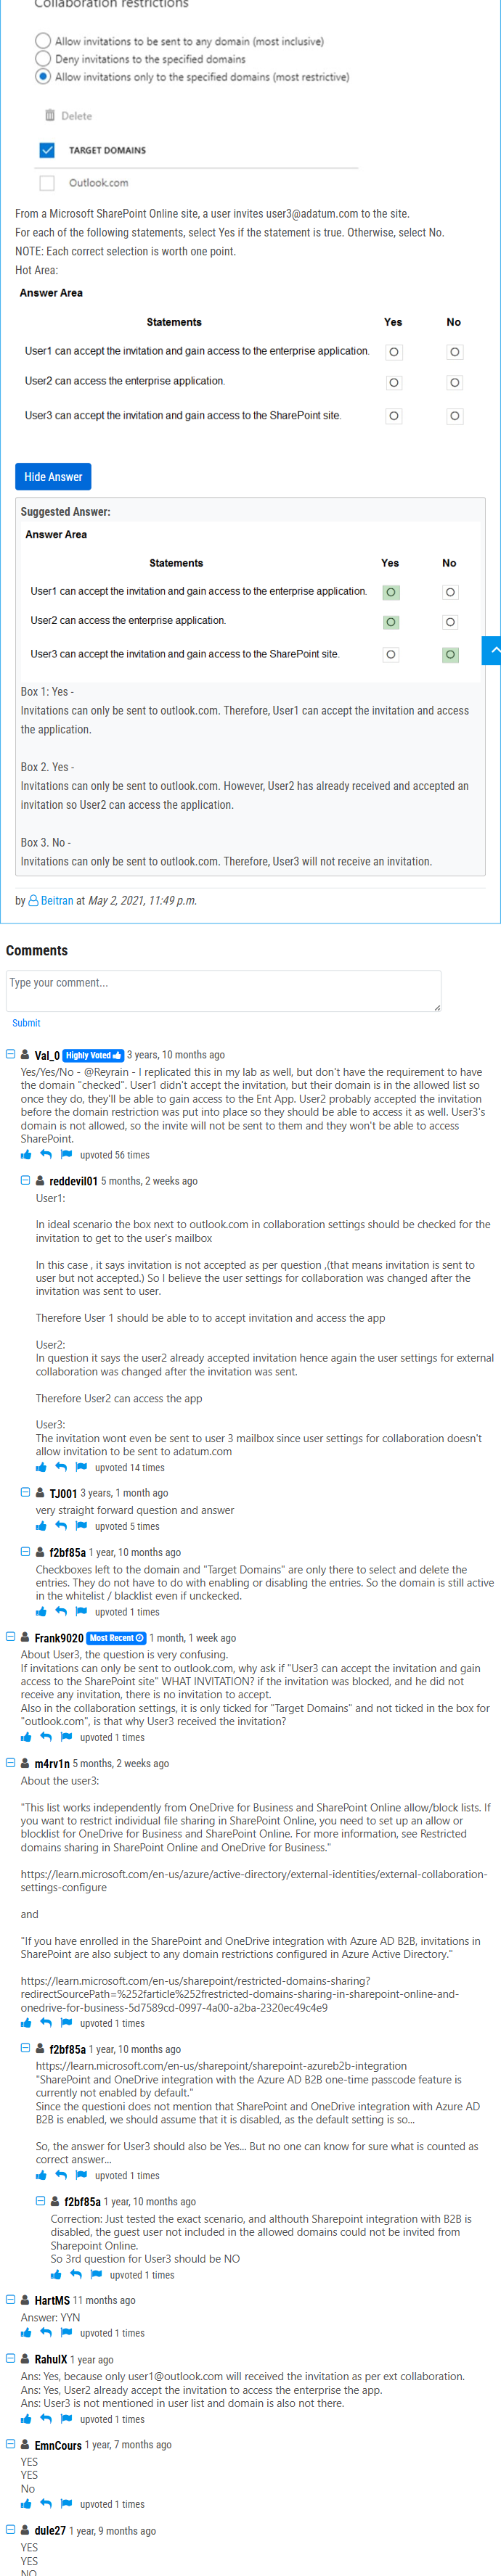 Collaboration restrictions
Allow invitations to be sent to any domain (most inclusive)
Deny invitations to the specified domains
Allow invitations only to the specified domains (most restrictive)
Delete
TARGET DOMAINS
Outlook.com
From a Microsoft SharePoint Online site, a user invites user3@adatum.com to the site.
For each of the following statements, select Yes if the statement is true. Otherwise, select No.
NOTE: Each correct selection is worth one point.
Hot Area:
Answer Area
Statements Yes No
User1 can accept the invitation and gain access to the enterprise application.
User2 can access the enterprise application.
User3 can accept the invitation and gain access to the SharePoint site.
Hide Answer
Suggested Answer:
Answer Area
Statements Yes No
User1 can accept the invitation and gain access to the enterprise application.
User2 can access the enterprise application.
User3 can accept the invitation and gain access to the SharePoint site.
Box 1: Yes -
Invitations can only be sent to outlook.com. Therefore, User1 can accept the invitation and access
the application.
Box 2. Yes -
Invitations can only be sent to outlook.com. However, User2 has already received and accepted an
invitation so User2 can access the application.
Box 3. No -
Invitations can only be sent to outlook.com. Therefore, User3 will not receive an invitation.
by Beitran at May 2, 2021, 11:49 p.m.
Comments
Type your comment...
Submit
Val_0 Highly Voted 3 years, 10 months ago
Yes/Yes/No - @Reyrain - I replicated this in my lab as well, but don't have the requirement to have
the domain "checked". User1 didn't accept the invitation, but their domain is in the allowed list so
once they do, they'll be able to gain access to the Ent App. User2 probably accepted the invitation
before the domain restriction was put into place so they should be able to access it as well. User3's
domain is not allowed, so the invite will not be sent to them and they won't be able to access
SharePoint.
upvoted 56 times
reddevil01 5 months, 2 weeks ago
User1:
In ideal scenario the box next to outlook.com in collaboration settings should be checked for the
invitation to get to the user's mailbox
In this case , it says invitation is not accepted as per question ,(that means invitation is sent to
user but not accepted.) So I believe the user settings for collaboration was changed after the
invitation was sent to user.
Therefore User 1 should be able to to accept invitation and access the app
User2:
In question it says the user2 already accepted invitation hence again the user settings for external
collaboration was changed after the invitation was sent.
Therefore User2 can access the app
User3:
The invitation wont even be sent to user 3 mailbox since user settings for collaboration doesn't
allow invitation to be sent to adatum.com
upvoted 14 times
TJ001 3 years, 1 month ago
very straight forward question and answer
upvoted 5 times
f2bf85a 1 year, 10 months ago
Checkboxes left to the domain and "Target Domains" are only there to select and delete the
entries. They do not have to do with enabling or disabling the entries. So the domain is still active
in the whitelist / blacklist even if unckecked.
upvoted 1 times
Frank9020 Most Recent 1 month, 1 week ago
About User3, the question is very confusing.
If invitations can only be sent to outlook.com, why ask if "User3 can accept the invitation and gain
access to the SharePoint site" WHAT INVITATION? if the invitation was blocked, and he did not
receive any invitation, there is no invitation to accept.
Also in the collaboration settings, it is only ticked for "Target Domains" and not ticked in the box for
"outlook.com", is that why User3 received the invitation?
upvoted 1 times
m4rv1n 5 months, 2 weeks ago
About the user3:
"This list works independently from OneDrive for Business and SharePoint Online allow/block lists. If
you want to restrict individual file sharing in SharePoint Online, you need to set up an allow or
blocklist for OneDrive for Business and SharePoint Online. For more information, see Restricted
domains sharing in SharePoint Online and OneDrive for Business."
https://learn.microsoft.com/en-us/azure/active-directory/external-identities/external-collaboration-
settings-configure
and
"If you have enrolled in the SharePoint and OneDrive integration with Azure AD B2B, invitations in
SharePoint are also subject to any domain restrictions configured in Azure Active Directory."
https://learn.microsoft.com/en-us/sharepoint/restricted-domains-sharing?
redirectSourcePath=%252farticle%252frestricted-domains-sharing-in-sharepoint-online-and-
onedrive-for-business-5d7589cd-0997-4a00-a2ba-2320ec49c4e9
upvoted 1 times
f2bf85a 1 year, 10 months ago
https://learn.microsoft.com/en-us/sharepoint/sharepoint-azureb2b-integration
"SharePoint and OneDrive integration with the Azure AD B2B one-time passcode feature is
currently not enabled by default."
Since the questioni does not mention that SharePoint and OneDrive integration with Azure AD
B2B is enabled, we should assume that it is disabled, as the default setting is so...
So, the answer for User3 should also be Yes... But no one can know for sure what is counted as
correct answer...
upvoted 1 times
f2bf85a 1 year, 10 months ago
Correction: Just tested the exact scenario, and althouth Sharepoint integration with B2B is
disabled, the guest user not included in the allowed domains could not be invited from
Sharepoint Online.
So 3rd question for User3 should be NO
upvoted 1 times
HartMS 11 months ago
Answer: YYN
upvoted 1 times
RahulX 1 year ago
Ans: Yes, because only user1@outlook.com will received the invitation as per ext collaboration.
Ans: Yes, User2 already accept the invitation to access the enterprise the app.
Ans: User3 is not mentioned in user list and domain is also not there.
upvoted 1 times
EmnCours 1 year, 7 months ago
YES
YES
No
upvoted 1 times
dule27 1 year, 9 months ago
YES
YES
NO